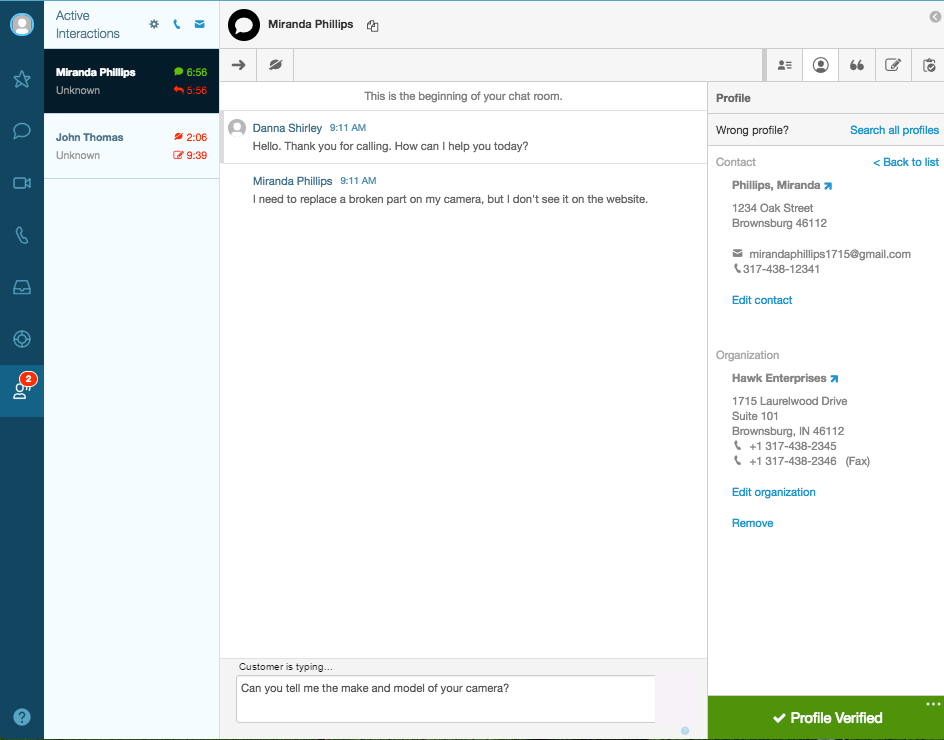 Active
Interactions
Miranda Phillips 6:56
Unknown 5:56
John Thomas 2:06
Unknown 9:39
2
?
Miranda Phillips
This is the beginning of your chat room.
Danna Shirley 9:11 AM
Hello. Thank you for calling. How can I help you today?
Miranda Phillips 9:11 AM
I need to replace a broken part on my camera, but I don't see it on the website.
Customer is typing...
Can you tell me the make and model of your camera?
Profile
Wrong profile? Search all profiles
Contact < Back to list
Phillips, Miranda
1234 Oak Street
Brownsburg 46112
mirandaphillips1715@gmail.com
317-438-12341
Edit contact
Organization
Hawk Enterprises
1715 Laurelwood Drive
Suite 101
Brownsburg, IN 46112
+1 317-438-2345
+1 317-438-2346 (Fax)
Edit organization
Remove
Profile Verified